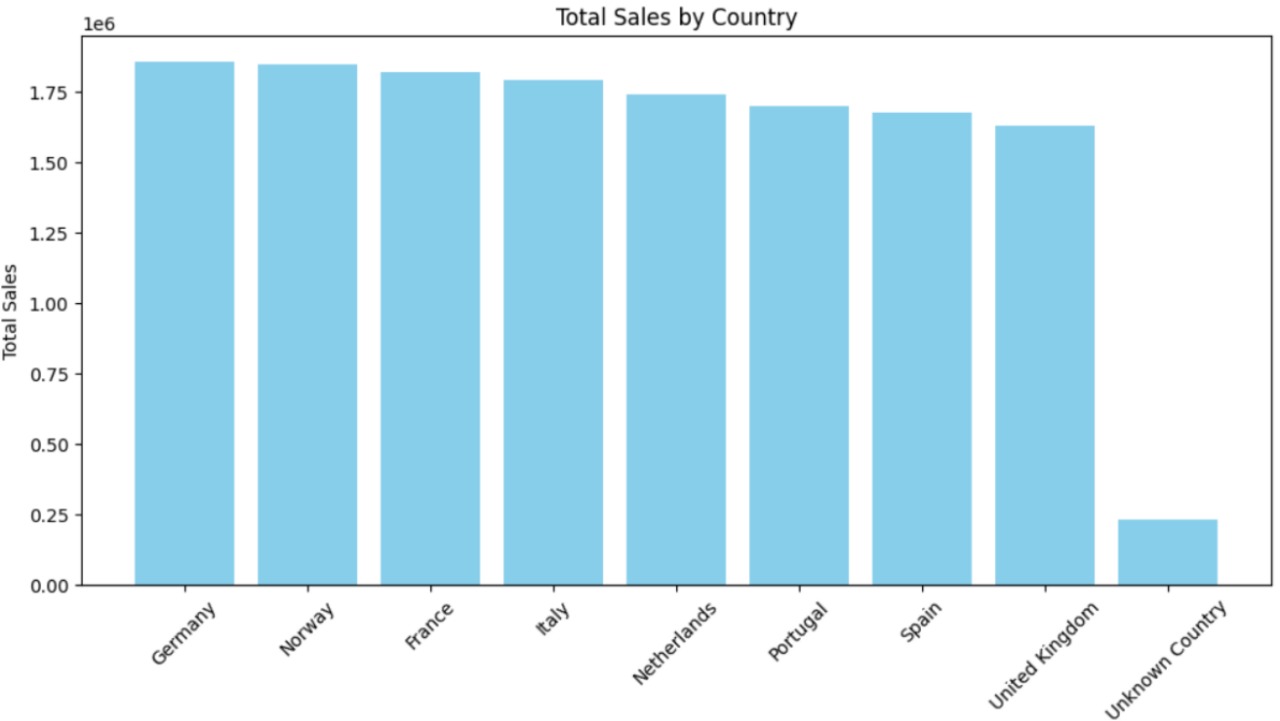 Total Sales by Country
1e6
1.75
1.50
1.25
1.00
0.75
0.50
0.25
0.00
Total Sales
Germany
Norway
France
Italy
Netherlands
Portugal
Spain
United Kingdom
Unknown Country